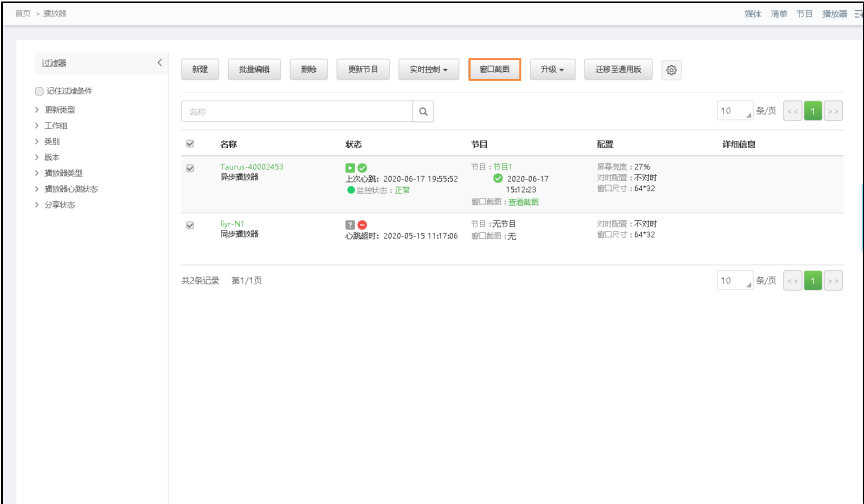 首页 > 播放器
媒体 清单 节目 播放器
过滤器
记住过滤条件
更新类型
工作组
类别
版本
播放器类型
播放器心跳状态
分享状态
新建 批量编辑 删除 更新节目 实时控制 窗口截图 升级 迁移至通用版
名称
10 条/页 << 1 >>
名称 状态 节目 配置 详细信息
Taurus-40002453
异步播放器
上次心跳：2020-06-17 19:55:52
监控状态：正常
节目：节目1
2020-06-17
15:12:23
窗口截图：查看截图
屏幕亮度：27%
对时配置：不对时
窗口尺寸：64*32
liyr-N1
同步播放器
心跳超时：2020-05-15 11:17:06
节目：无节目
窗口截图：无
对时配置：不对时
窗口尺寸：64*32
共2条记录 第1/1页
10 条/页 << 1 >>